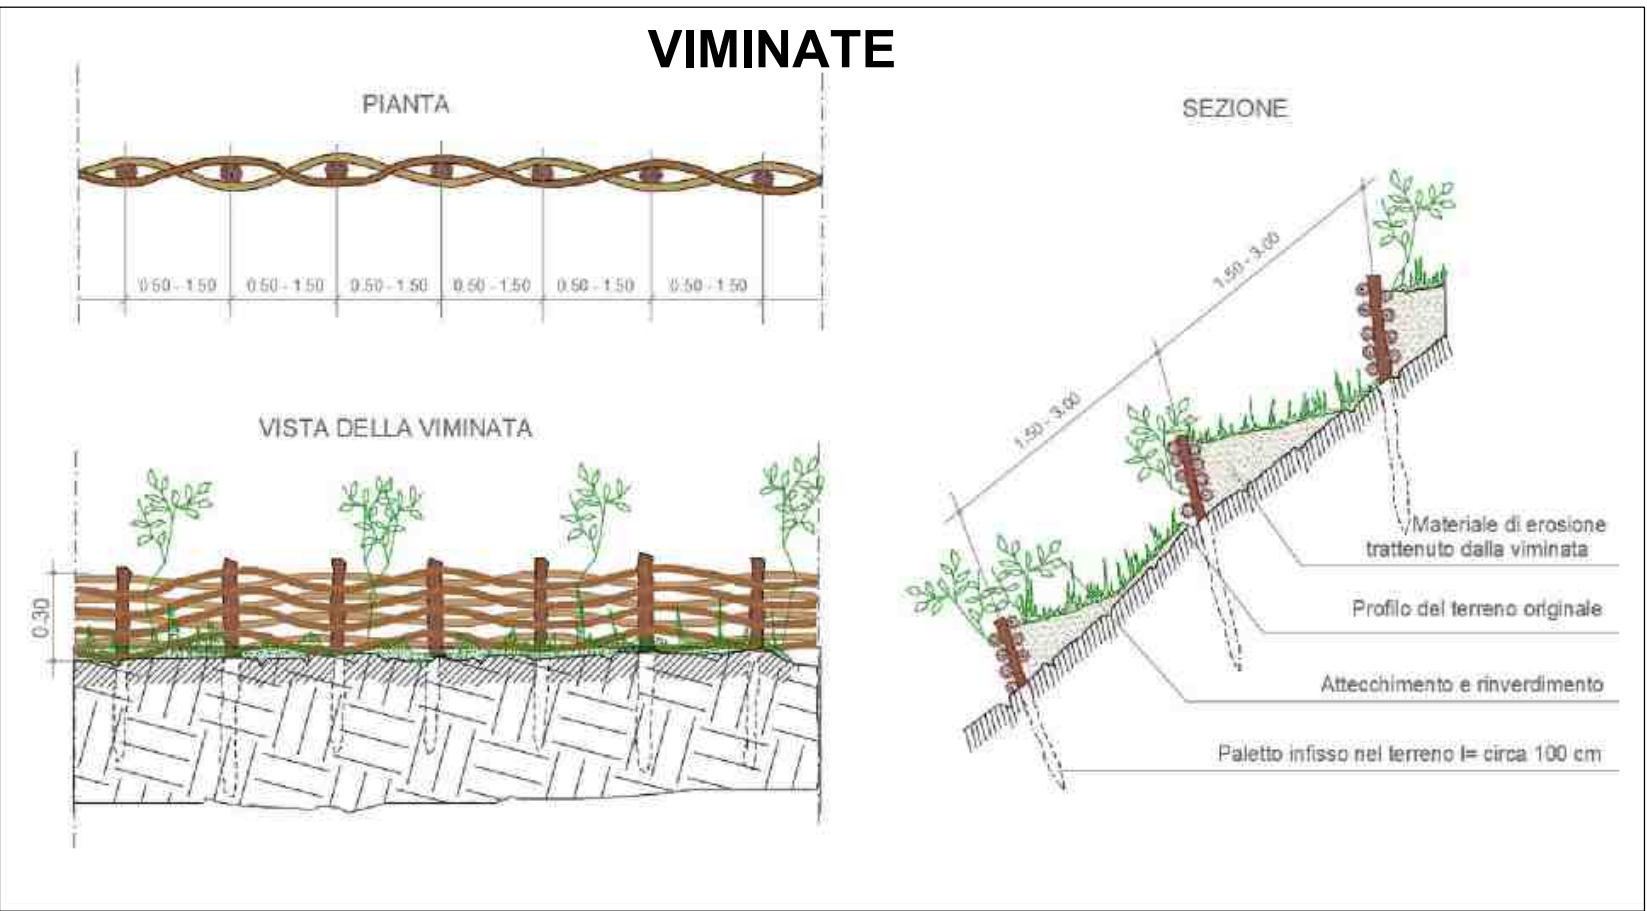 VIMINATE
PIANTA
0.50 - 1.50 0.50 - 1.50 0.50 - 1.50 0.50 - 1.50 0.50 - 1.50 0.50 - 1.50
VISTA DELLA VIMINATA
0.30
SEZIONE
1.50 - 3.00
1.50 - 3.00
Materiale di erosione
trattenuto dalla viminata
Profilo del terreno originale
Attecchimento e rinverdimento
Paletto infisso nel terreno l= circa 100 cm